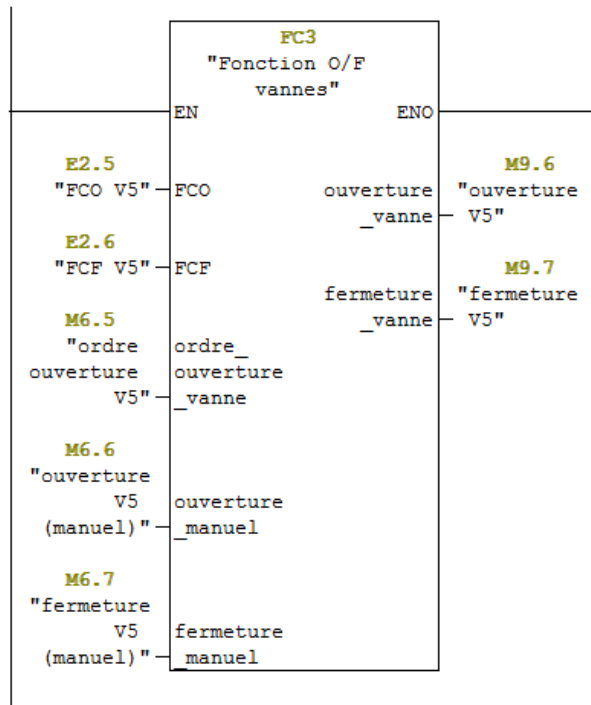 FC3
"Fonction O/F
vannes"
EN ENO
E2.5
"FCO V5" FCO
ouverture
_vanne
M9.6
"ouverture
V5"
E2.6
"FCF V5" FCF
fermeture
_vanne
M9.7
"fermeture
V5"
M6.5
"ordre
ouverture
V5"
ordre_
ouverture
_vanne
M6.6
"ouverture
V5
(manuel)"
ouverture
_manuel
M6.7
"fermeture
V5
(manuel)"
fermeture
_manuel